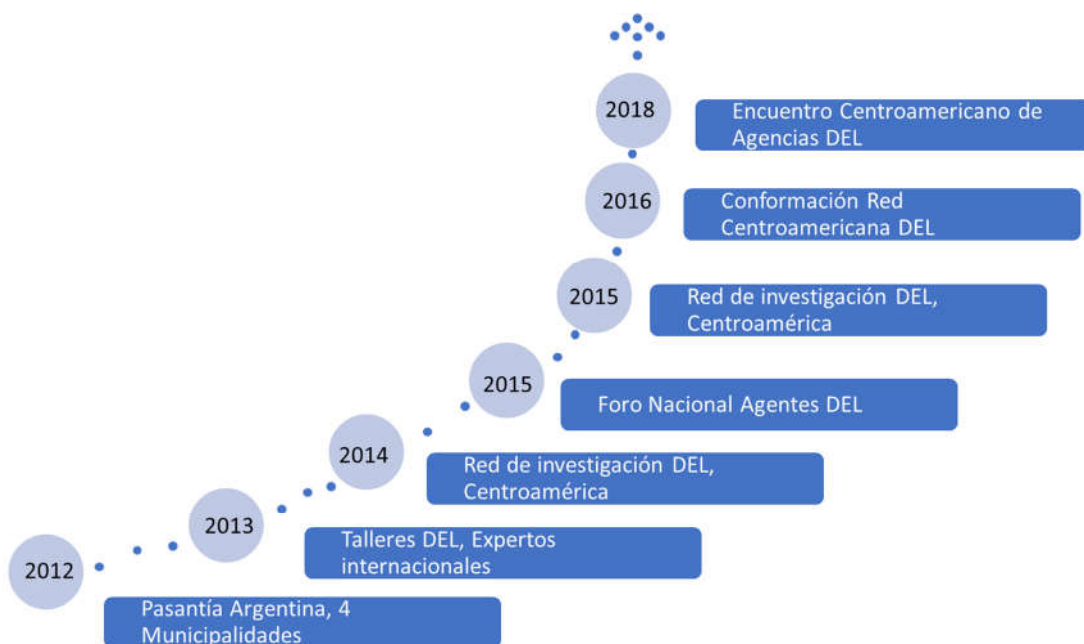 2018
Encuentro Centroamericano de
Agencias DEL
2016
Conformación Red
Centroamericana DEL
2015
Red de investigación DEL,
Centroamérica
2015
Foro Nacional Agentes DEL
2014
Red de investigación DEL,
Centroamérica
2013
Talleres DEL, Expertos
internacionales
2012
Pasantía Argentina, 4
Municipalidades